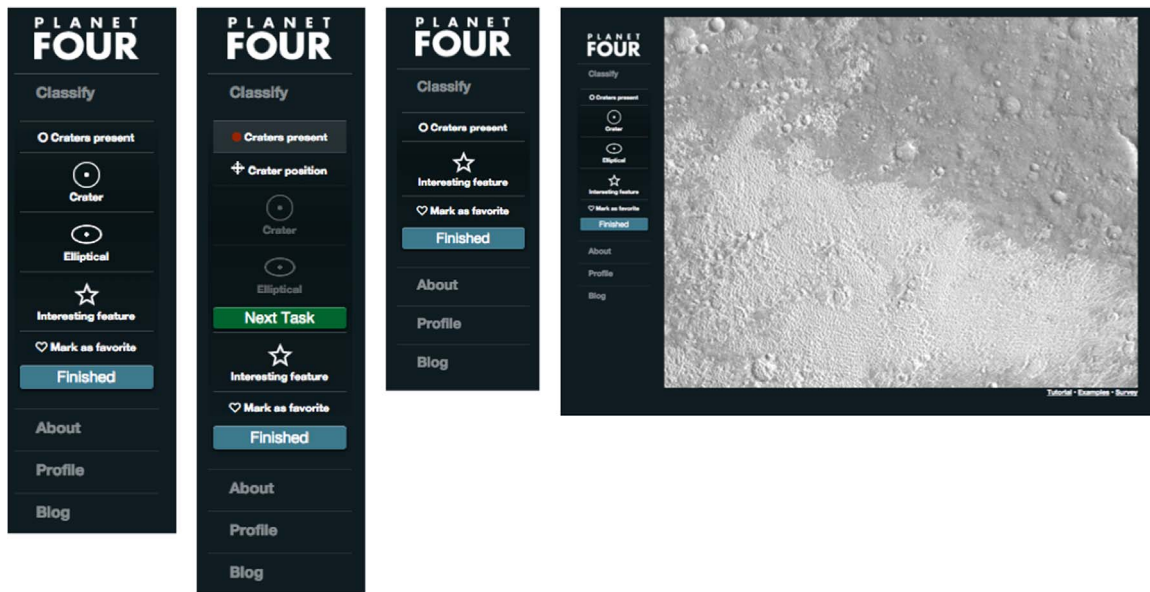 PLANET
FOUR
Classify
Craters present
Crater
Elliptical
Interesting feature
Mark as favorite
Finished
About
Profile
Blog
PLANET
FOUR
Classify
Craters present
Crater position
Crater
Elliptical
Next Task
Interesting feature
Mark as favorite
Finished
About
Profile
Blog
PLANET
FOUR
Classify
Craters present
Interesting feature
Mark as favorite
Finished
About
Profile
Blog
PLANET
FOUR
Classify
Craters present
Crater
Elliptical
Interesting feature
Mark as favorite
Finished
About
Profile
Blog
Tutorial • Examples • Survey